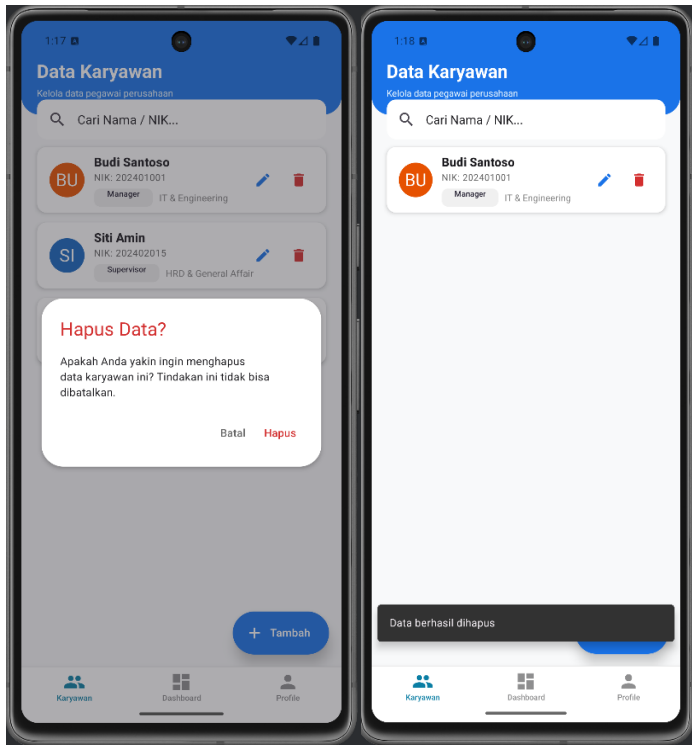 1:17
Data Karyawan
Kelola data pegawai perusahaan
Cari Nama / NIK...
BU
Budi Santoso
NIK: 202401001
Manager
IT & Engineering
SI
Siti Amin
NIK: 202402015
Supervisor
HRD & General Affair
Hapus Data?
Apakah Anda yakin ingin menghapus
data karyawan ini? Tindakan ini tidak bisa
dibatalkan.
Batal
Hapus
+ Tambah
Karyawan
Dashboard
Profile
1:18
Data Karyawan
Kelola data pegawai perusahaan
Cari Nama / NIK...
BU
Budi Santoso
NIK: 202401001
Manager
IT & Engineering
Data berhasil dihapus
Karyawan
Dashboard
Profile